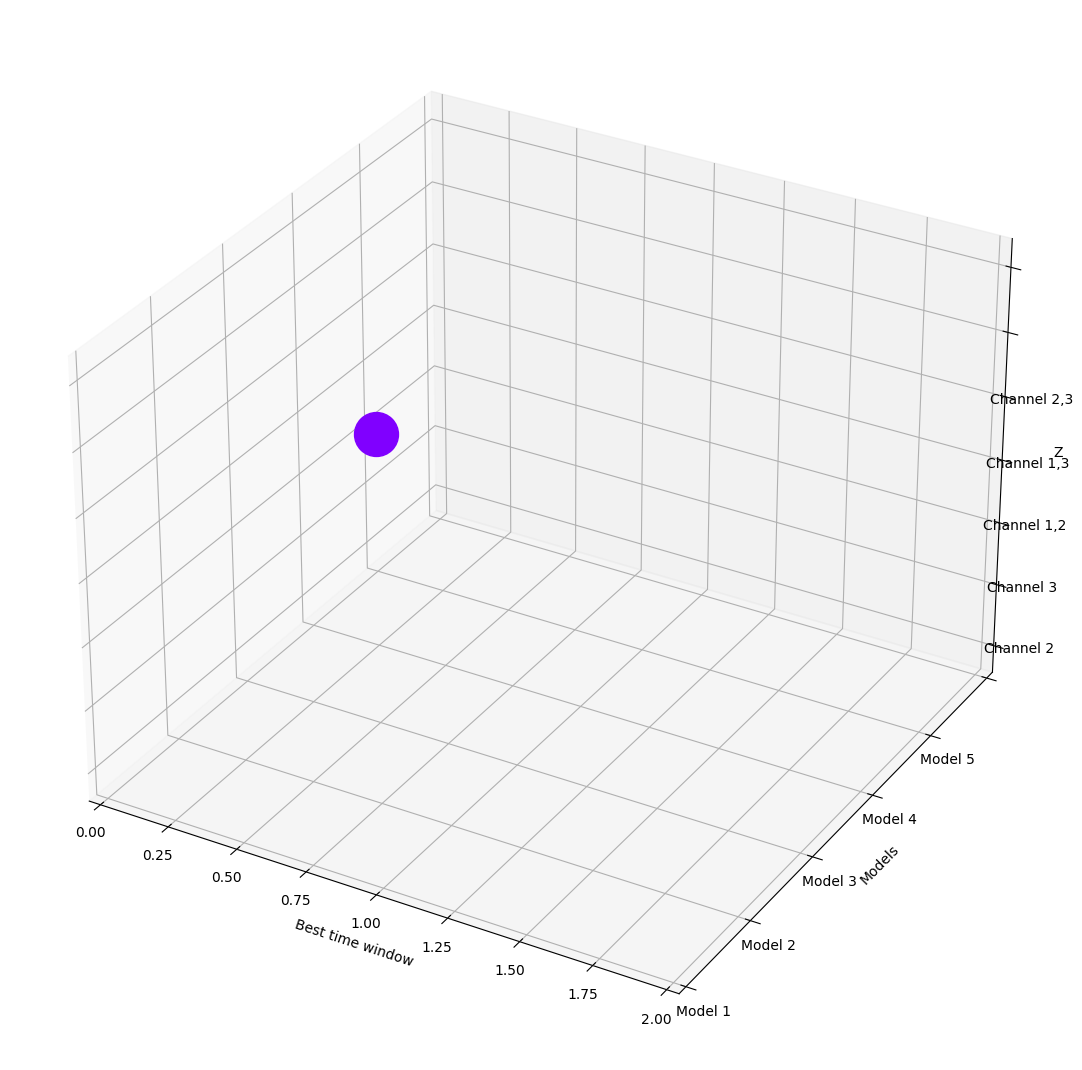 Channel 2,3
Z
Channel 1,3
Channel 1,2
Channel 3
Channel 2
Model 5
Model 4
Models
Model 3
Model 2
Model 1
0.00
0.25
0.50
0.75
1.00
1.25
1.50
1.75
2.00
Best time window